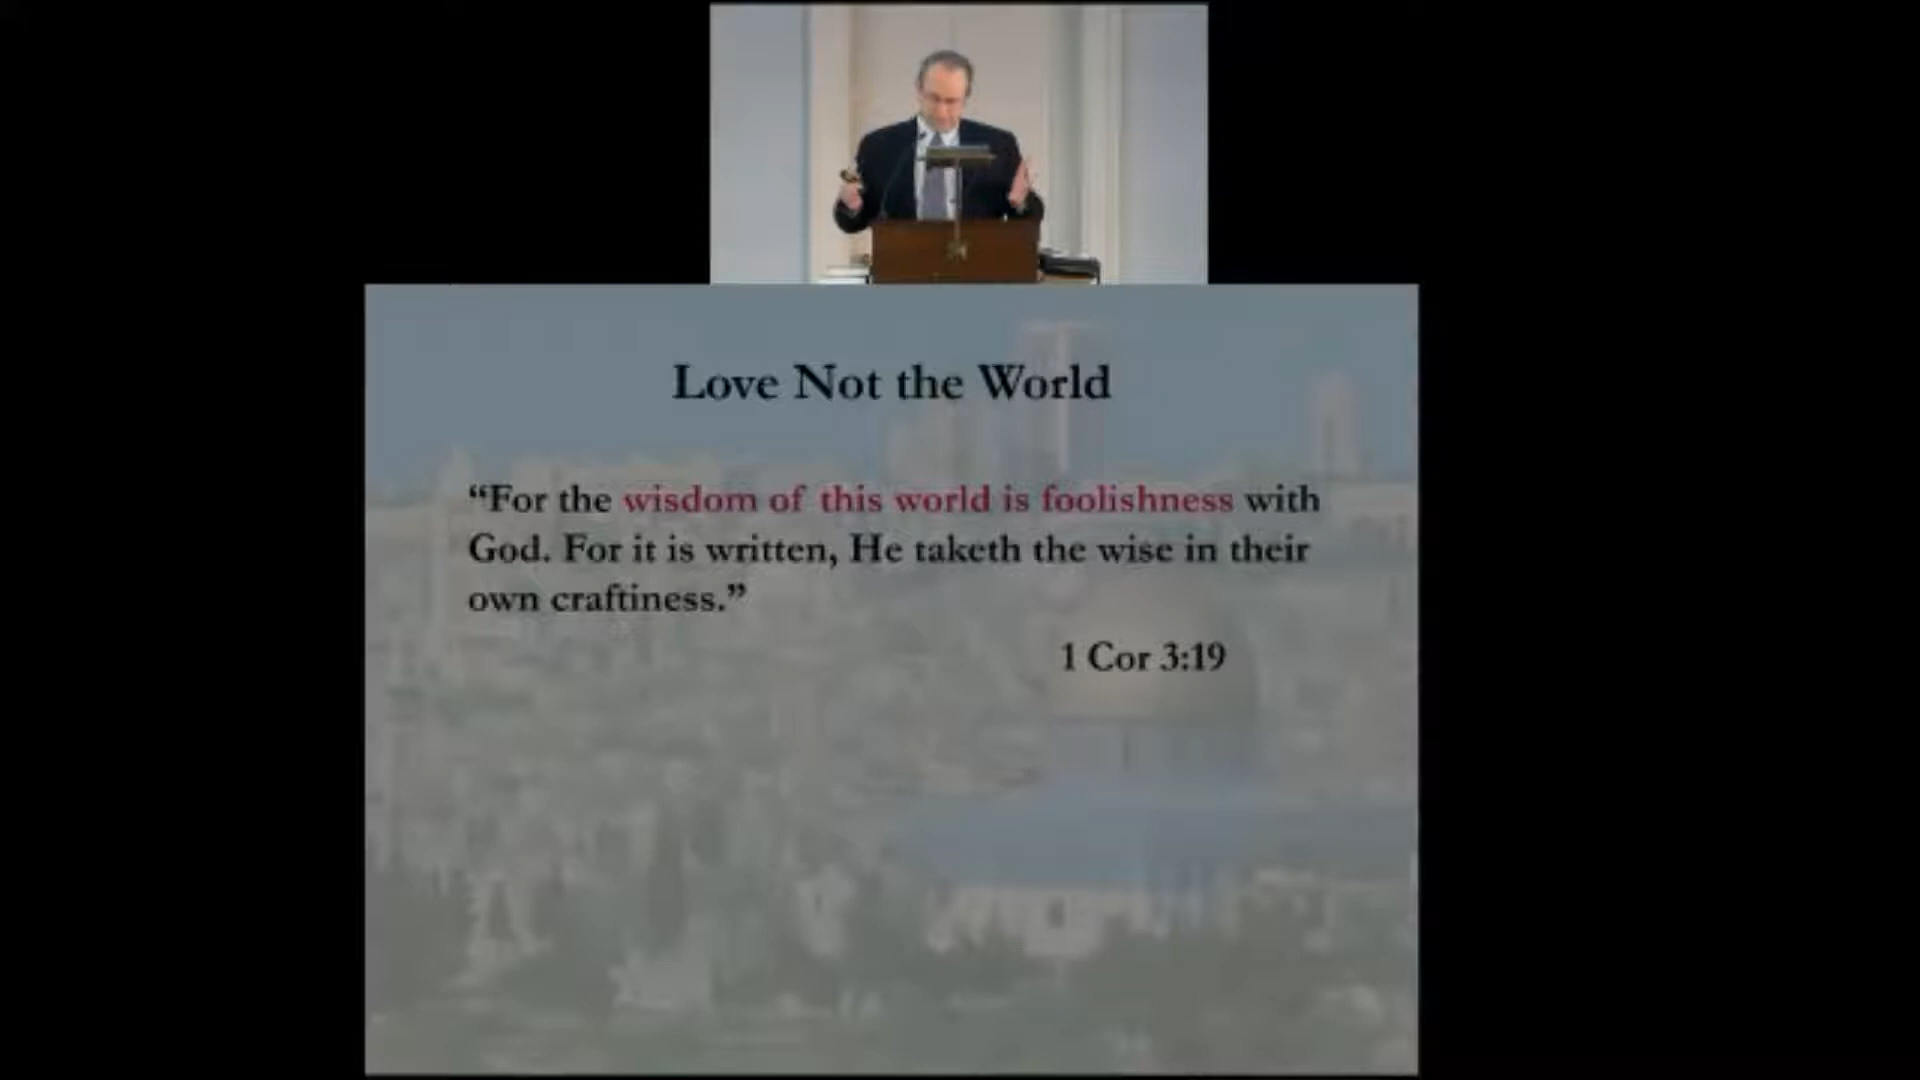 Love Not the World
“For the wisdom of this world is foolishness with
God. For it is written, He taketh the wise in their
own craftiness.”
1 Cor 3:19